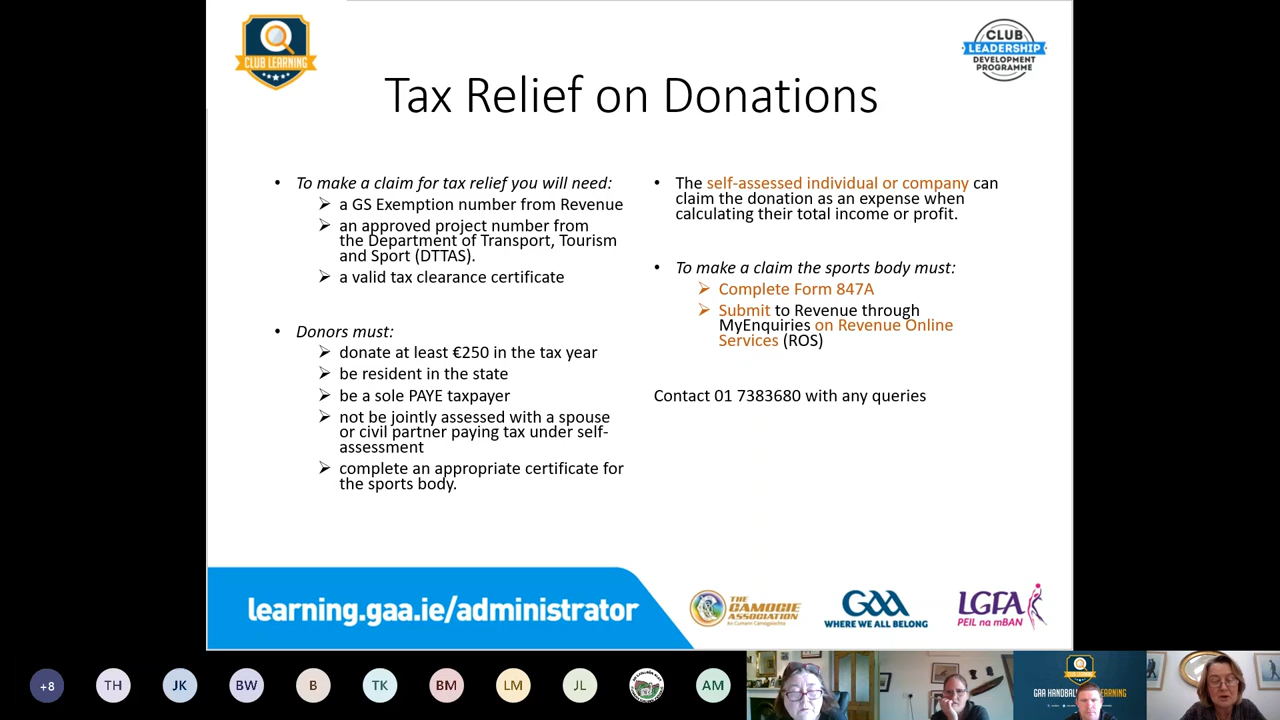 CLUB LEARNING
CLUB
LEADERSHIP
DEVELOPMENT
PROGRAMME
Tax Relief on Donations
• To make a claim for tax relief you will need:
➢ a GS Exemption number from Revenue
➢ an approved project number from
the Department of Transport, Tourism
and Sport (DTTAS).
➢ a valid tax clearance certificate
• Donors must:
➢ donate at least €250 in the tax year
➢ be resident in the state
➢ be a sole PAYE taxpayer
➢ not be jointly assessed with a spouse
or civil partner paying tax under self-
assessment
➢ complete an appropriate certificate for
the sports body.
• The self-assessed individual or company can
claim the donation as an expense when
calculating their total income or profit.
• To make a claim the sports body must:
➢ Complete Form 847A
➢ Submit to Revenue through
MyEnquiries on Revenue Online
Services (ROS)
Contact 01 7383680 with any queries
learning.gaa.ie/administrator
THE
CAMOGIE
ASSOCIATION
An Cumann Camógaíochta
GAA
WHERE WE ALL BELONG
LGFA
PEIL na mBAN
+8
TH
JK
BW
B
TK
BM
LM
JL
AM